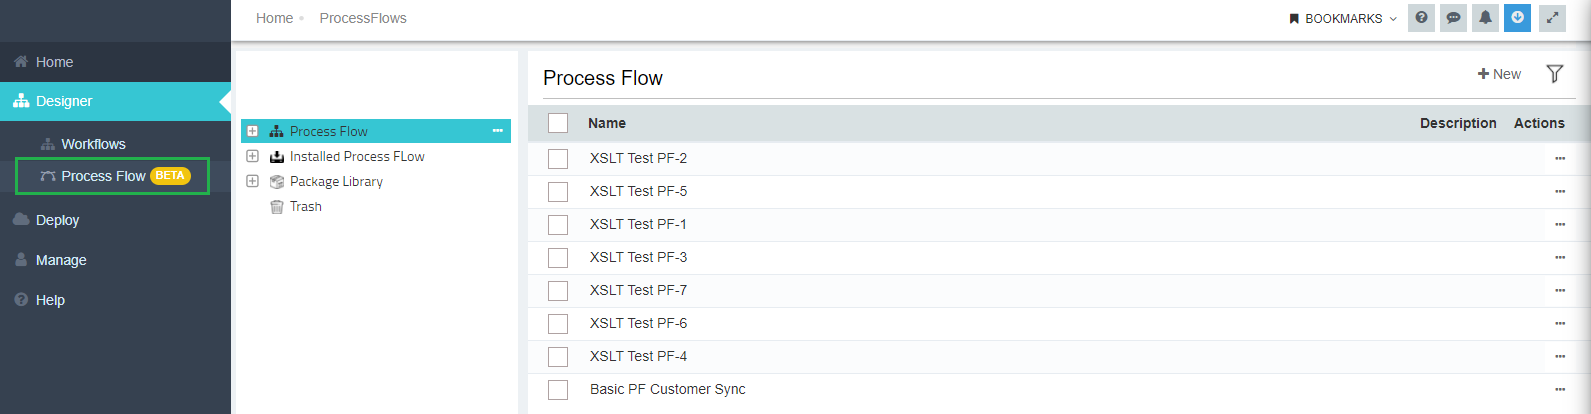 Home ProcessFlows
BOOKMARKS
Home
Designer
Workflows
Process Flow BETA
Deploy
Manage
Help
Process Flow
Installed Process FLow
Package Library
Trash
Process Flow
New
Name Description Actions
XSLT Test PF-2
XSLT Test PF-5
XSLT Test PF-1
XSLT Test PF-3
XSLT Test PF-7
XSLT Test PF-6
XSLT Test PF-4
Basic PF Customer Sync